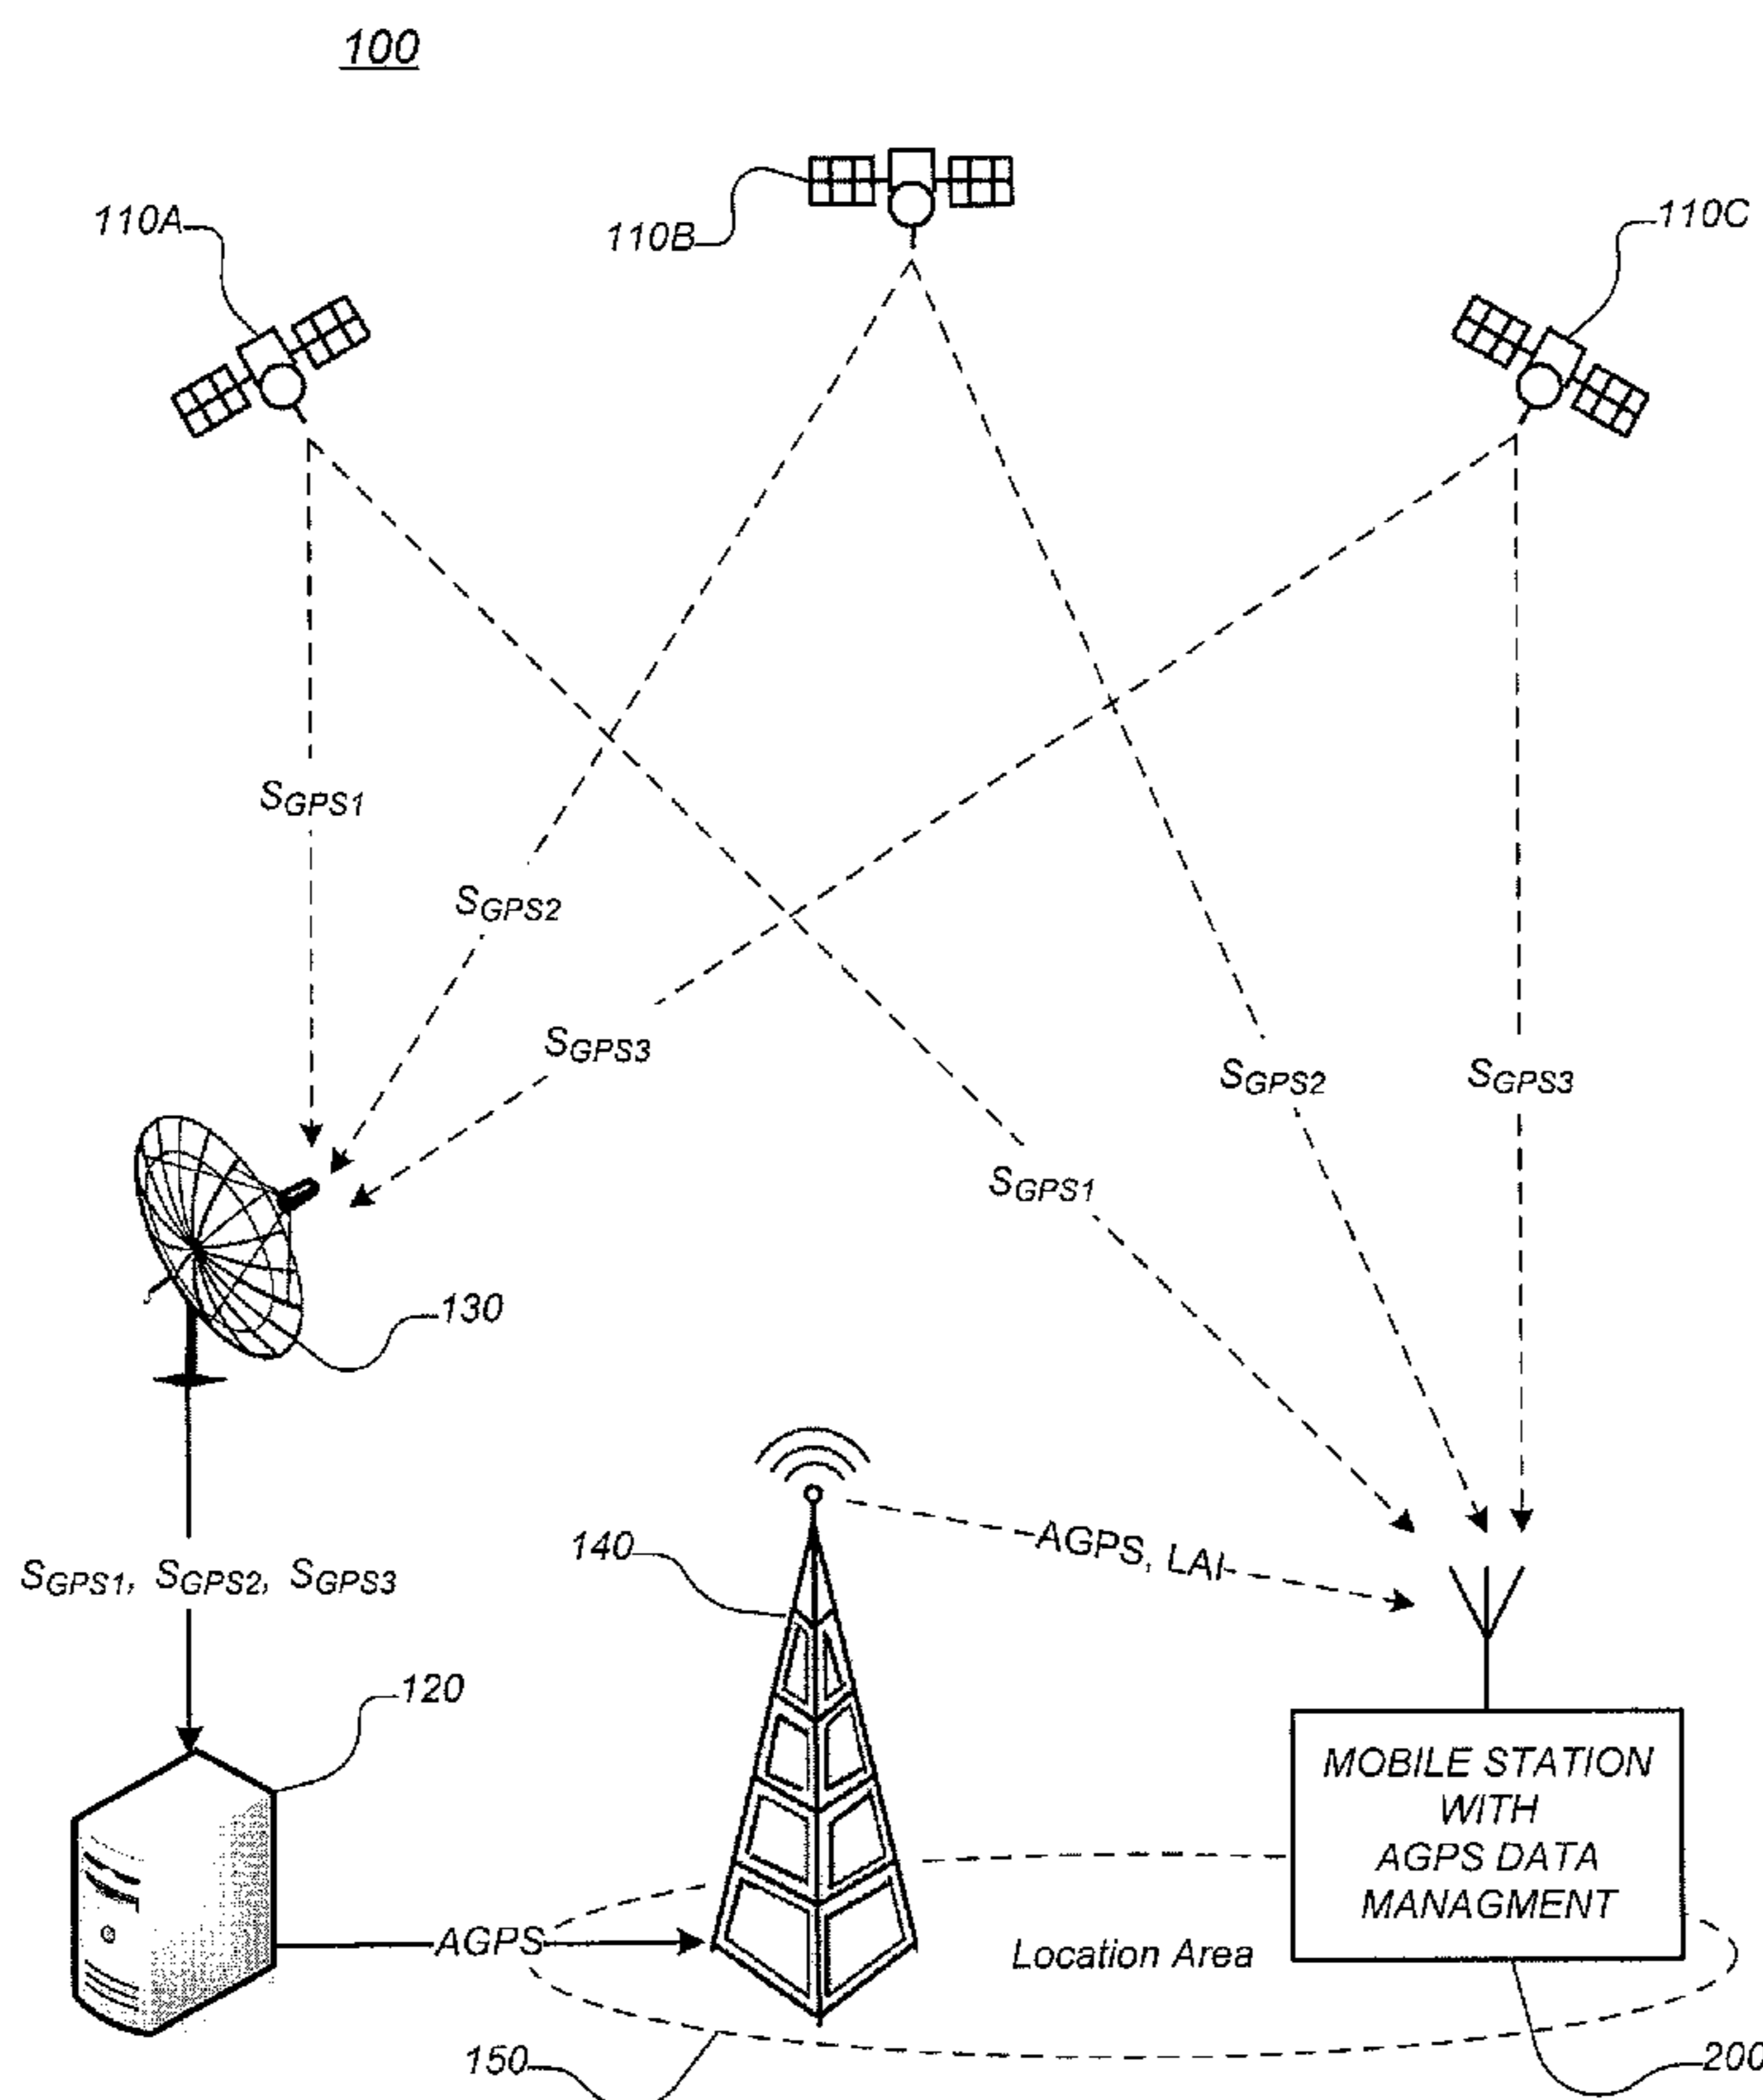 100
110A
110B
110C
SGPS1
SGPS2
SGPS3
SGPS2
SGPS3
SGPS1
130
140
AGPS, LAI
SGPS1, SGPS2, SGPS3
120
MOBILE STATION
WITH
AGPS DATA
MANAGMENT
AGPS
Location Area
150
200